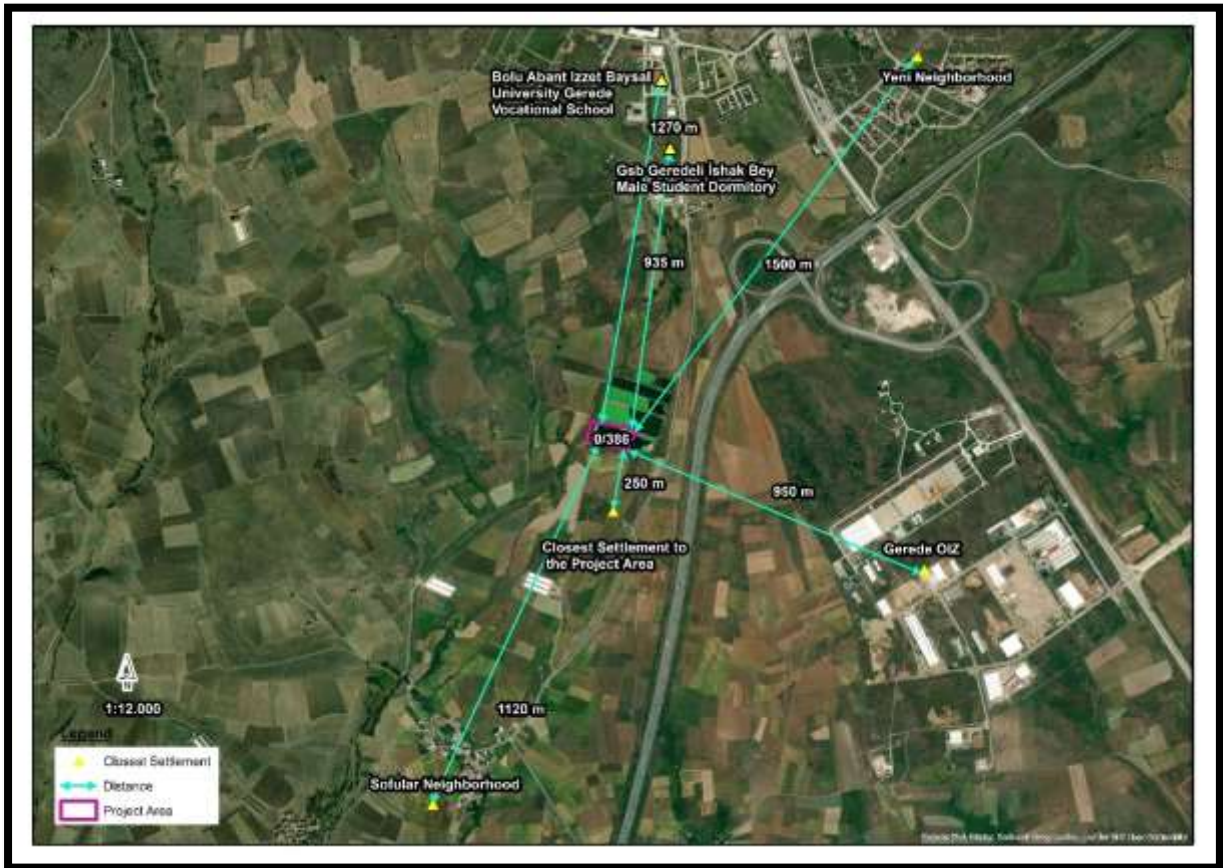 Bolu Abant Izzet Baysal
University Gerede
Vocational School
Yeni Neighborhood
1270 m
Gsb Geredeli İshak Bey
Male Student Dormitory
935 m
1500 m
0/386
250 m
950 m
Closest Settlement to
the Project Area
Gerede OIZ
1:12.000
1120 m
Sofular Neighborhood
Legend
Closest Settlement
Distance
Project Area
N